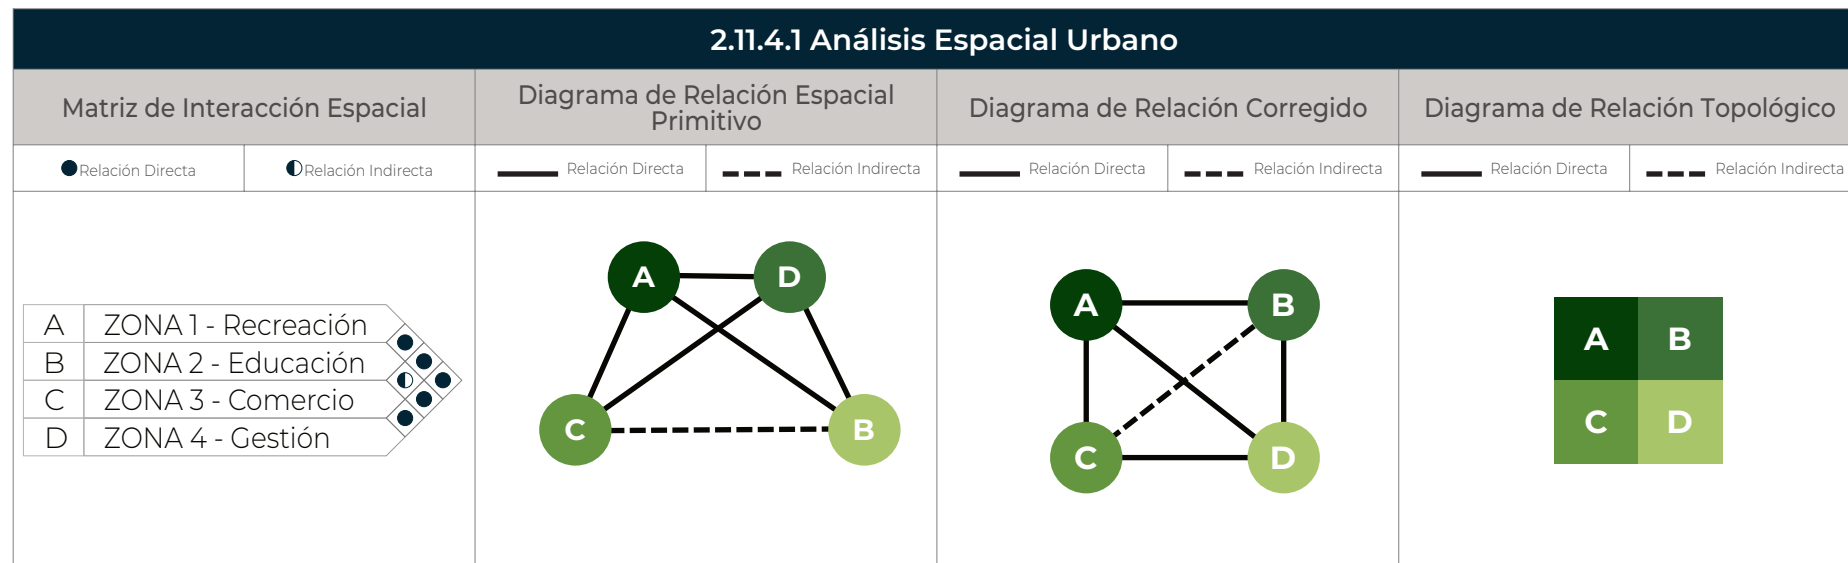 2.11.4.1 Análisis Espacial Urbano
Matriz de Interacción Espacial
Diagrama de Relación Espacial
Primitivo
Diagrama de Relación Corregido
Diagrama de Relación Topológico
Relación Directa
Relación Indirecta
Relación Directa
Relación Indirecta
Relación Directa
Relación Indirecta
Relación Directa
Relación Indirecta
A ZONA 1 - Recreación
B ZONA 2 - Educación
C ZONA 3 - Comercio
D ZONA 4 - Gestión
A D
C B
A B
C D
A B
C D